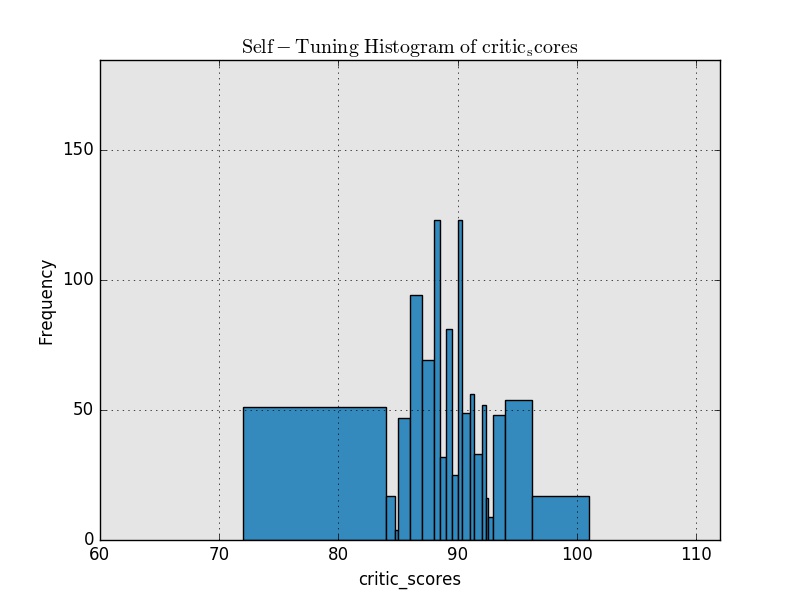 Self − Tuning Histogram of critic_scores
150
100
50
0
Frequency
60 70 80 90 100 110
critic_scores